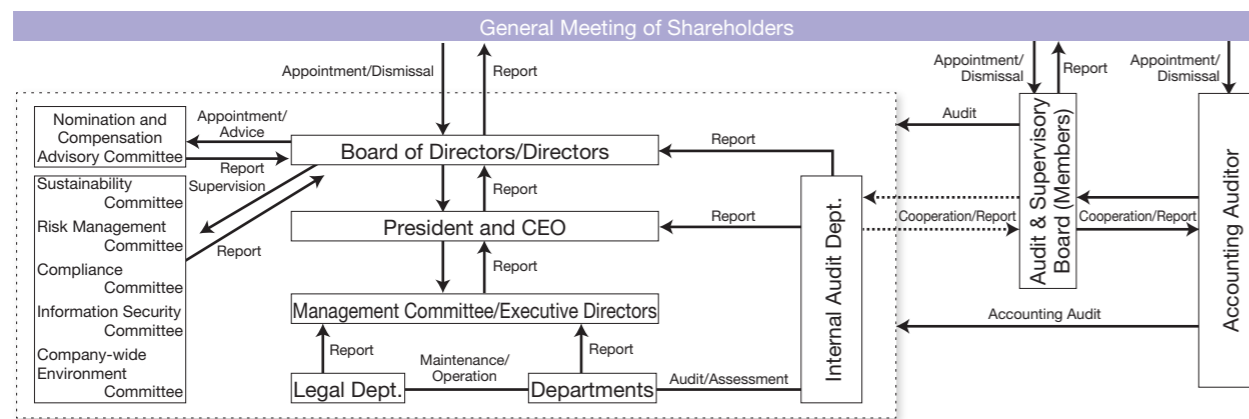 General Meeting of Shareholders
Appointment/Dismissal
Report
Appointment/
Dismissal
Report
Appointment/
Dismissal
Nomination and
Compensation
Advisory Committee
Appointment/
Advice
Report
Board of Directors/Directors
Report
Audit
Audit & Supervisory
Board (Members)
Accounting Auditor
Sustainability
Committee
Risk Management
Committee
Compliance
Committee
Information Security
Committee
Company-wide
Environment
Committee
Supervision
Report
Report
President and CEO
Report
Internal Audit Dept.
Cooperation/Report
Cooperation/Report
Report
Management Committee/Executive Directors
Accounting Audit
Report
Maintenance/
Operation
Report
Legal Dept.
Departments
Audit/Assessment